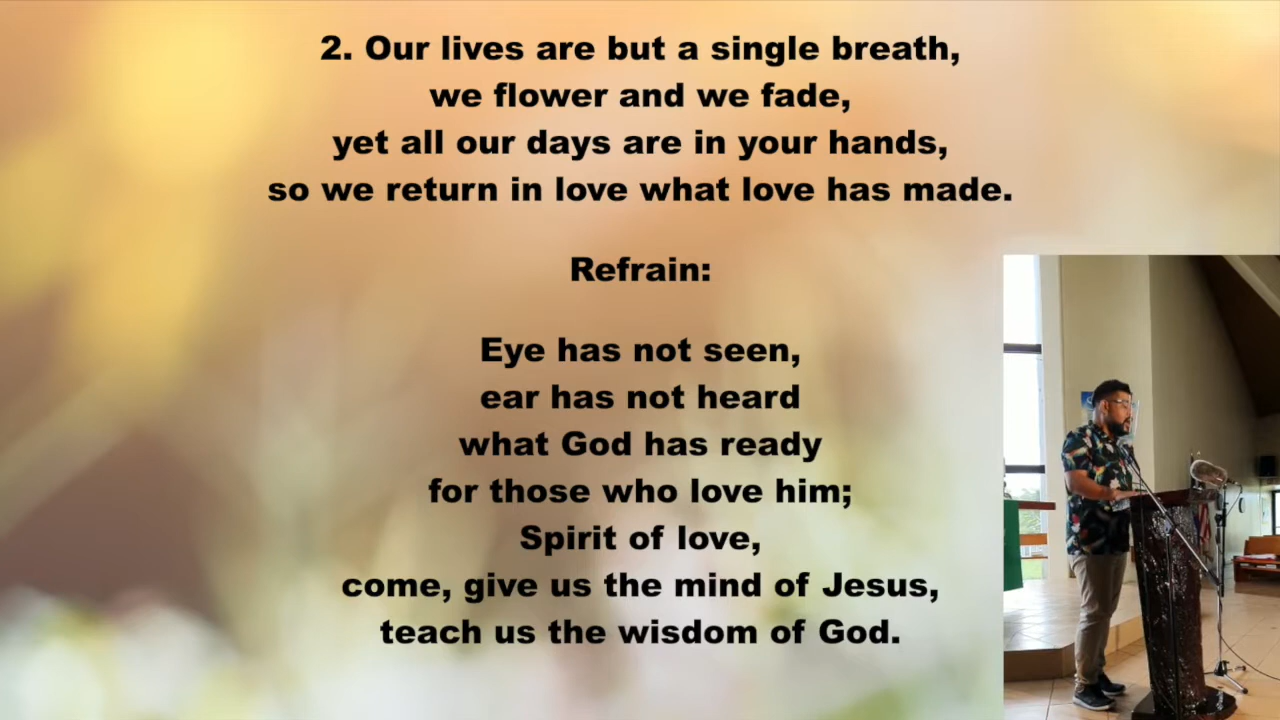 2. Our lives are but a single breath,
we flower and we fade,
yet all our days are in your hands,
so we return in love what love has made.
Refrain:
Eye has not seen,
ear has not heard
what God has ready
for those who love him;
Spirit of love,
come, give us the mind of Jesus,
teach us the wisdom of God.